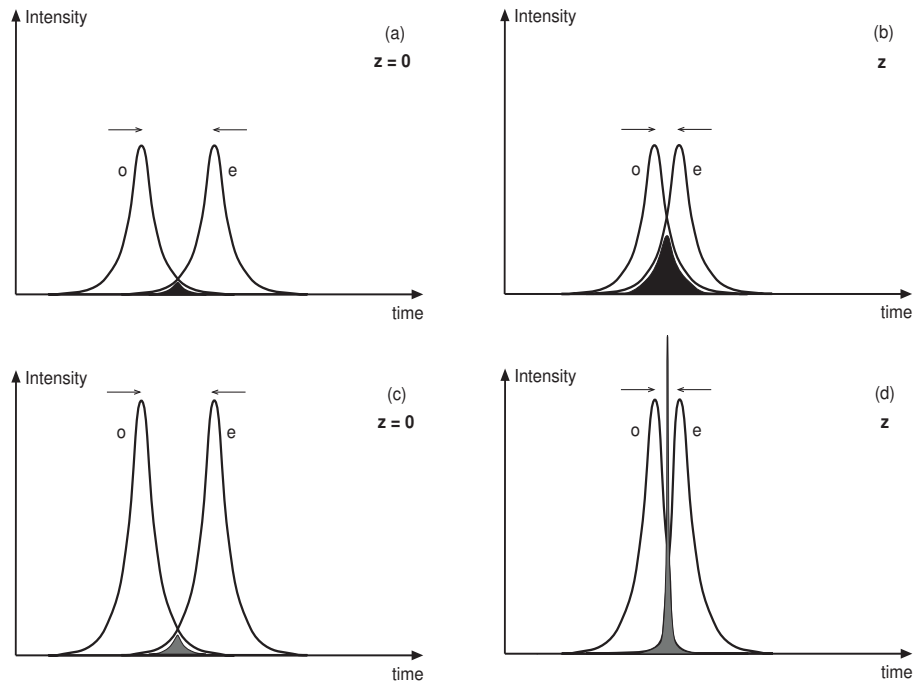 Intensity
(a)
z = 0
o
e
time
Intensity
(b)
z
o
e
time
Intensity
(c)
z = 0
o
e
time
Intensity
(d)
z
o
e
time